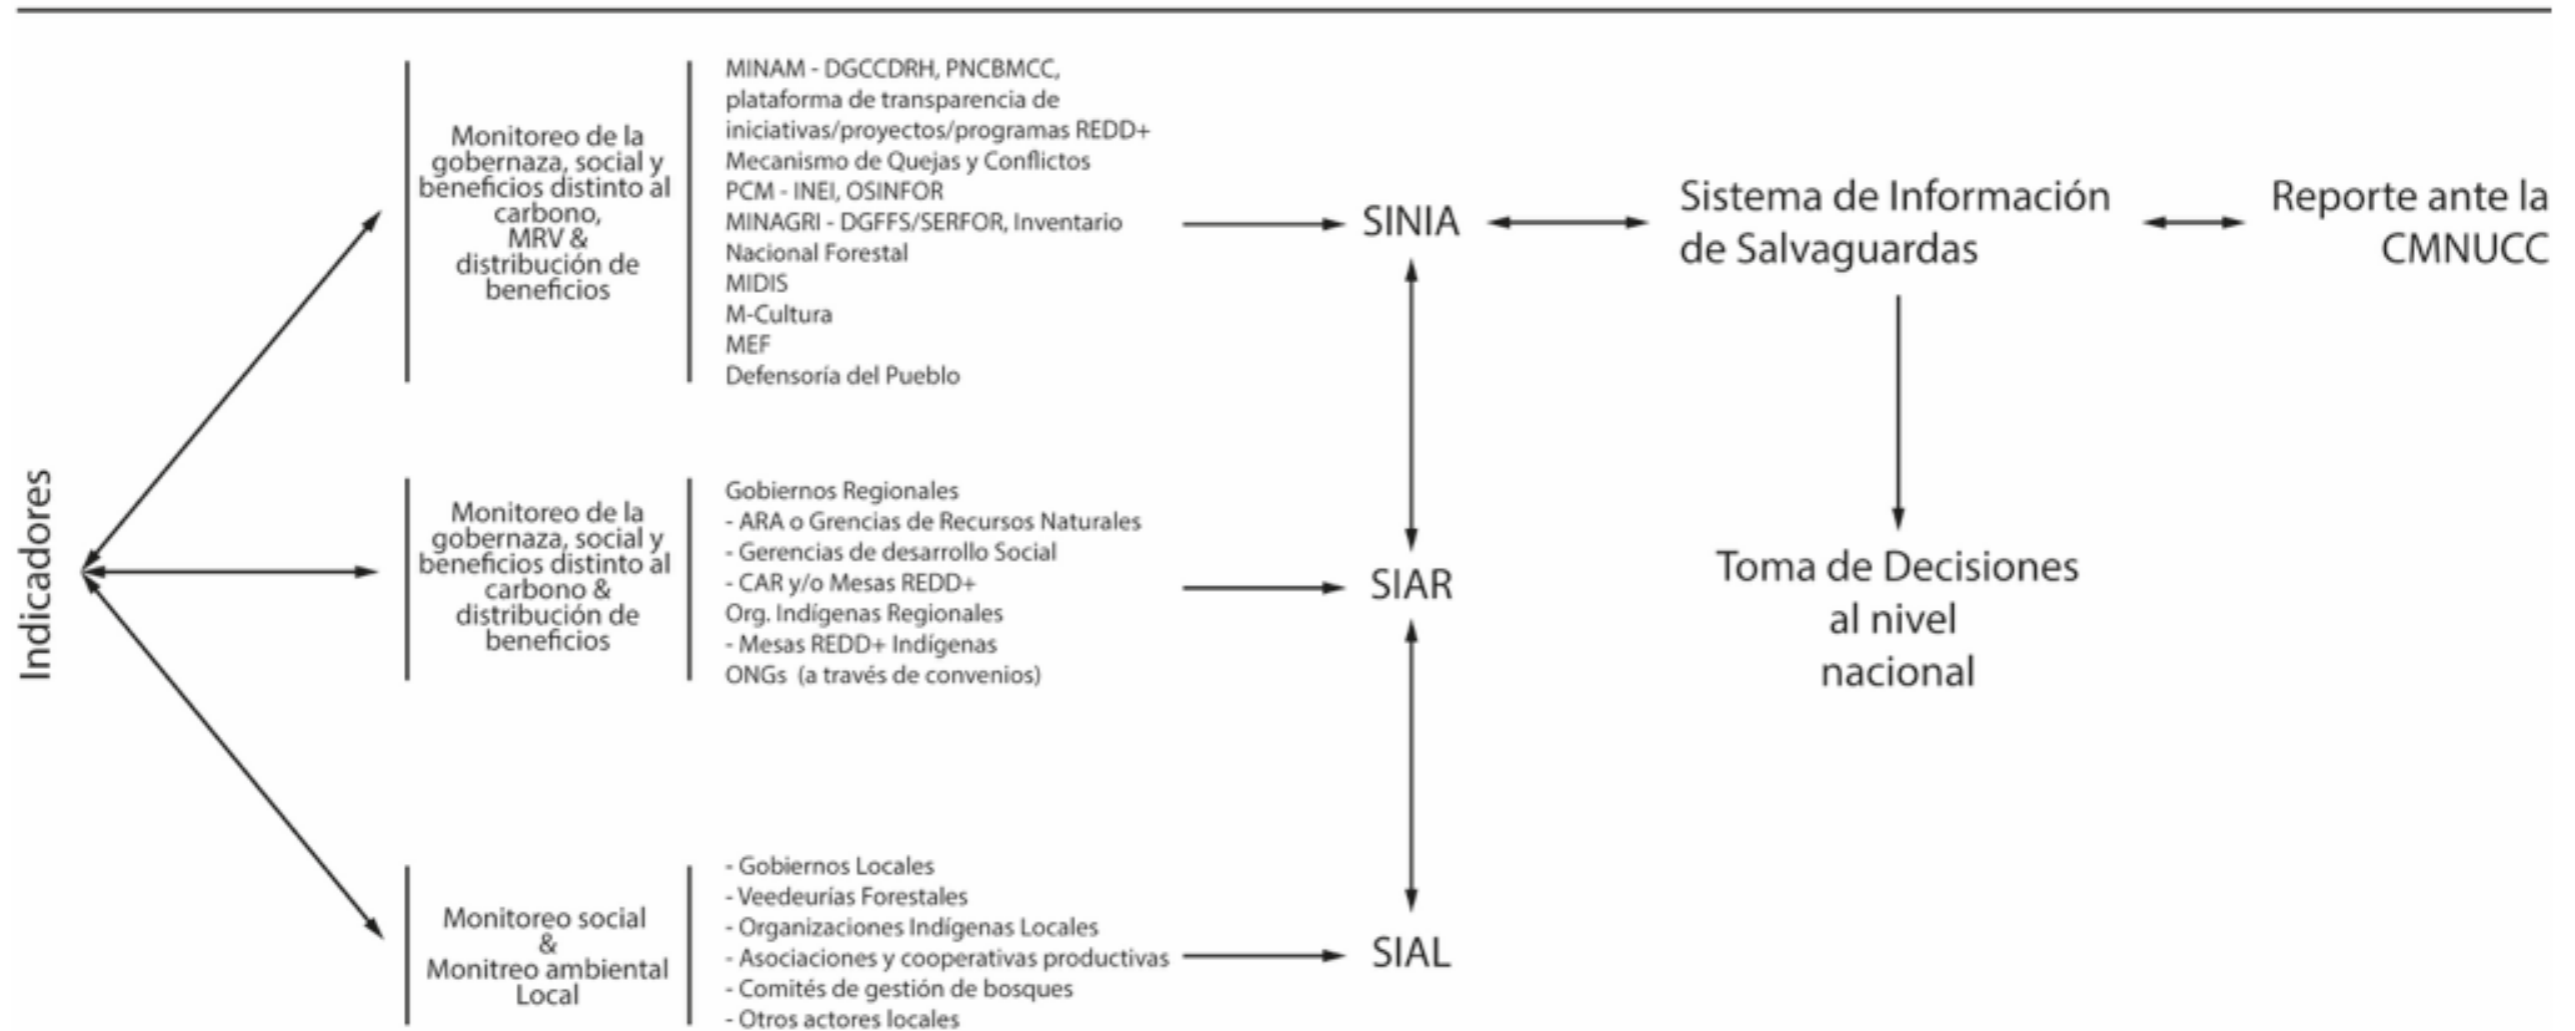 Indicadores
Monitoreo de la
gobernaza, social y
beneficios distinto al
carbono,
MRV &
distribución de
beneficios
MINAM - DGCCDRH, PNCBMCC,
plataforma de transparencia de
iniciativas/proyectos/programas REDD+
Mecanismo de Quejas y Conflictos
PCM - INEI, OSINFOR
MINAGRI - DGFFS/SERFOR, Inventario
Nacional Forestal
MIDIS
M-Cultura
MEF
Defensoría del Pueblo
SINIA
Sistema de Información
de Salvaguardas
Reporte ante la
CMNUCC
Monitoreo de la
gobernaza, social y
beneficios distinto al
carbono &
distribución de
beneficios
Gobiernos Regionales
- ARA o Grencias de Recursos Naturales
- Gerencias de desarrollo Social
- CAR y/o Mesas REDD+
Org. Indígenas Regionales
- Mesas REDD+ Indígenas
ONGs (a través de convenios)
SIAR
Toma de Decisiones
al nivel
nacional
Monitoreo social
&
Monitreo ambiental
Local
- Gobiernos Locales
- Veedeurías Forestales
- Organizaciones Indígenas Locales
- Asociaciones y cooperativas productivas
- Comités de gestión de bosques
- Otros actores locales
SIAL